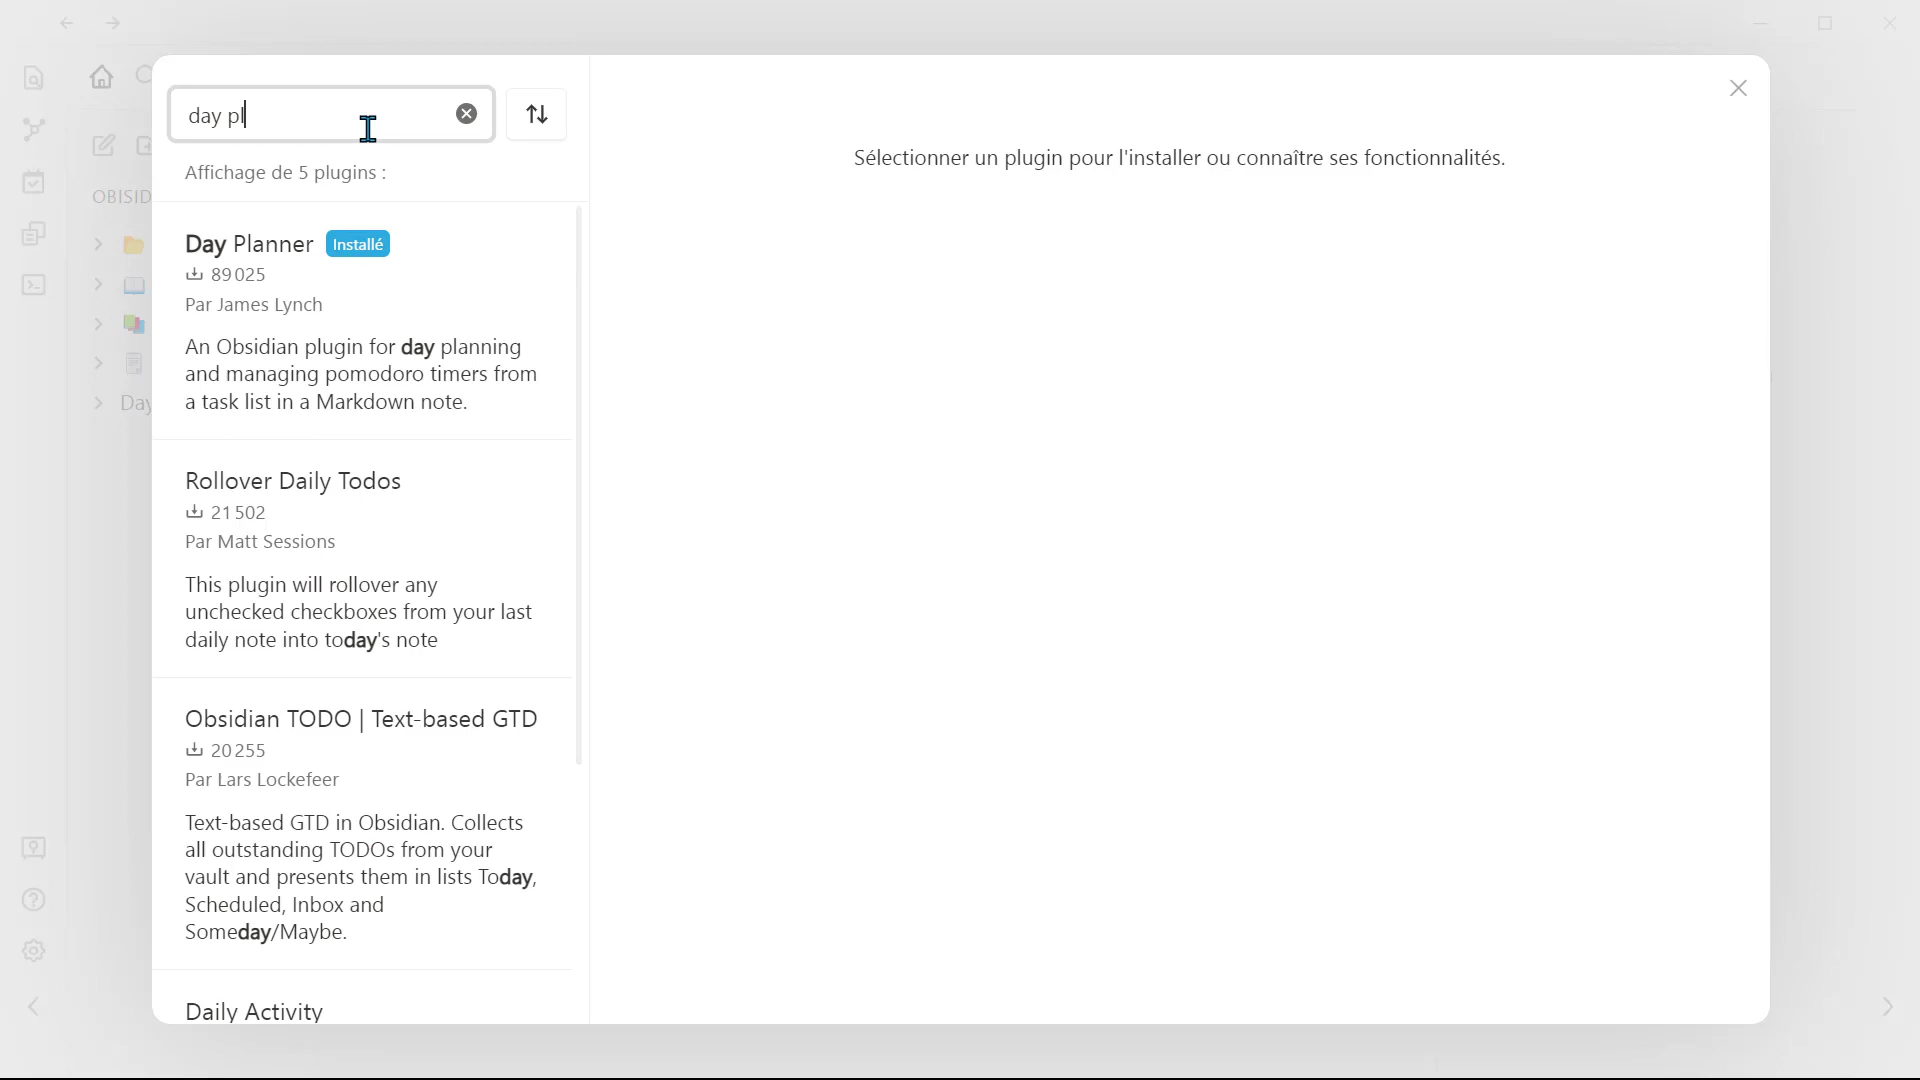 day pl
Affichage de 5 plugins :
OBISID
Day
Day Planner Installé
89 025
Par James Lynch
An Obsidian plugin for day planning
and managing pomodoro timers from
a task list in a Markdown note.
Rollover Daily Todos
21 502
Par Matt Sessions
This plugin will rollover any
unchecked checkboxes from your last
daily note into today's note
Obsidian TODO | Text-based GTD
20 255
Par Lars Lockefeer
Text-based GTD in Obsidian. Collects
all outstanding TODOs from your
vault and presents them in lists Today,
Scheduled, Inbox and
Someday/Maybe.
Daily Activity
Sélectionner un plugin pour l'installer ou connaître ses fonctionnalités.